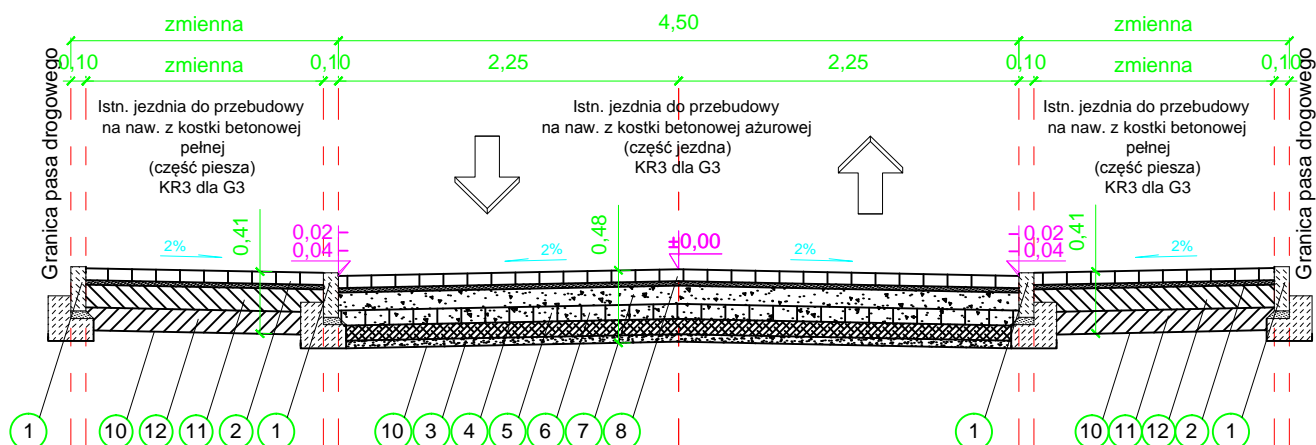 zmienna
4,50
zmienna
0,10
zmienna
0,10
2,25
2,25
0,10
zmienna
0,10
Granica pasa drogowego
Istn. jezdnia do przebudowy
na naw. z kostki betonowej
pełnej
(część piesza)
KR3 dla G3
Istn. jezdnia do przebudowy
na naw. z kostki betonowej ażurowej
(część jezdna)
KR3 dla G3
Istn. jezdnia do przebudowy
na naw. z kostki betonowej
pełnej
(część piesza)
KR3 dla G3
Granica pasa drogowego
2%
0,41
0,02
0,04
2%
0,48
±0,00
2%
0,02
0,04
0,41
2%
1
10
12
11
2
1
10
3
4
5
6
7
8
1
10
11
12
2
1